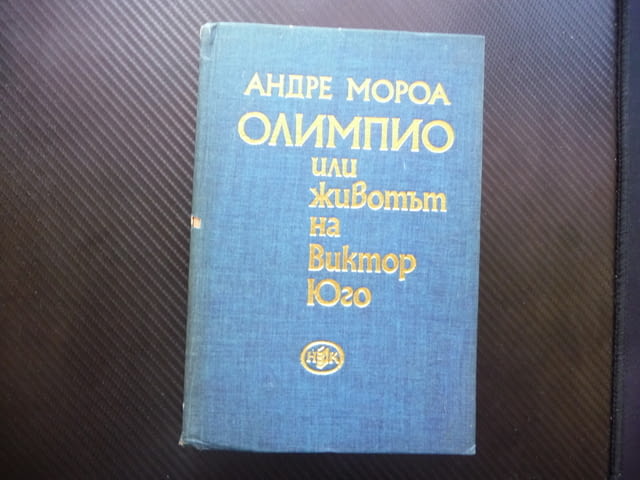 АНДРЕ МОРОА
ОЛИМПИО
или
животът
на
Виктор
Юго
НК